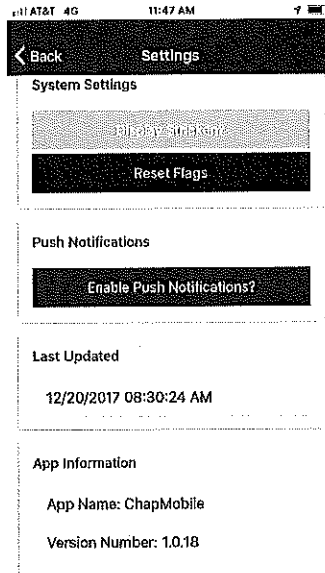 AT&T 4G 11:47 AM
Back Settings
System Settings
Display
Reset Flags
Push Notifications
Enable Push Notifications?
Last Updated
12/20/2017 08:30:24 AM
App Information
App Name: ChapMobile
Version Number: 1.0.18